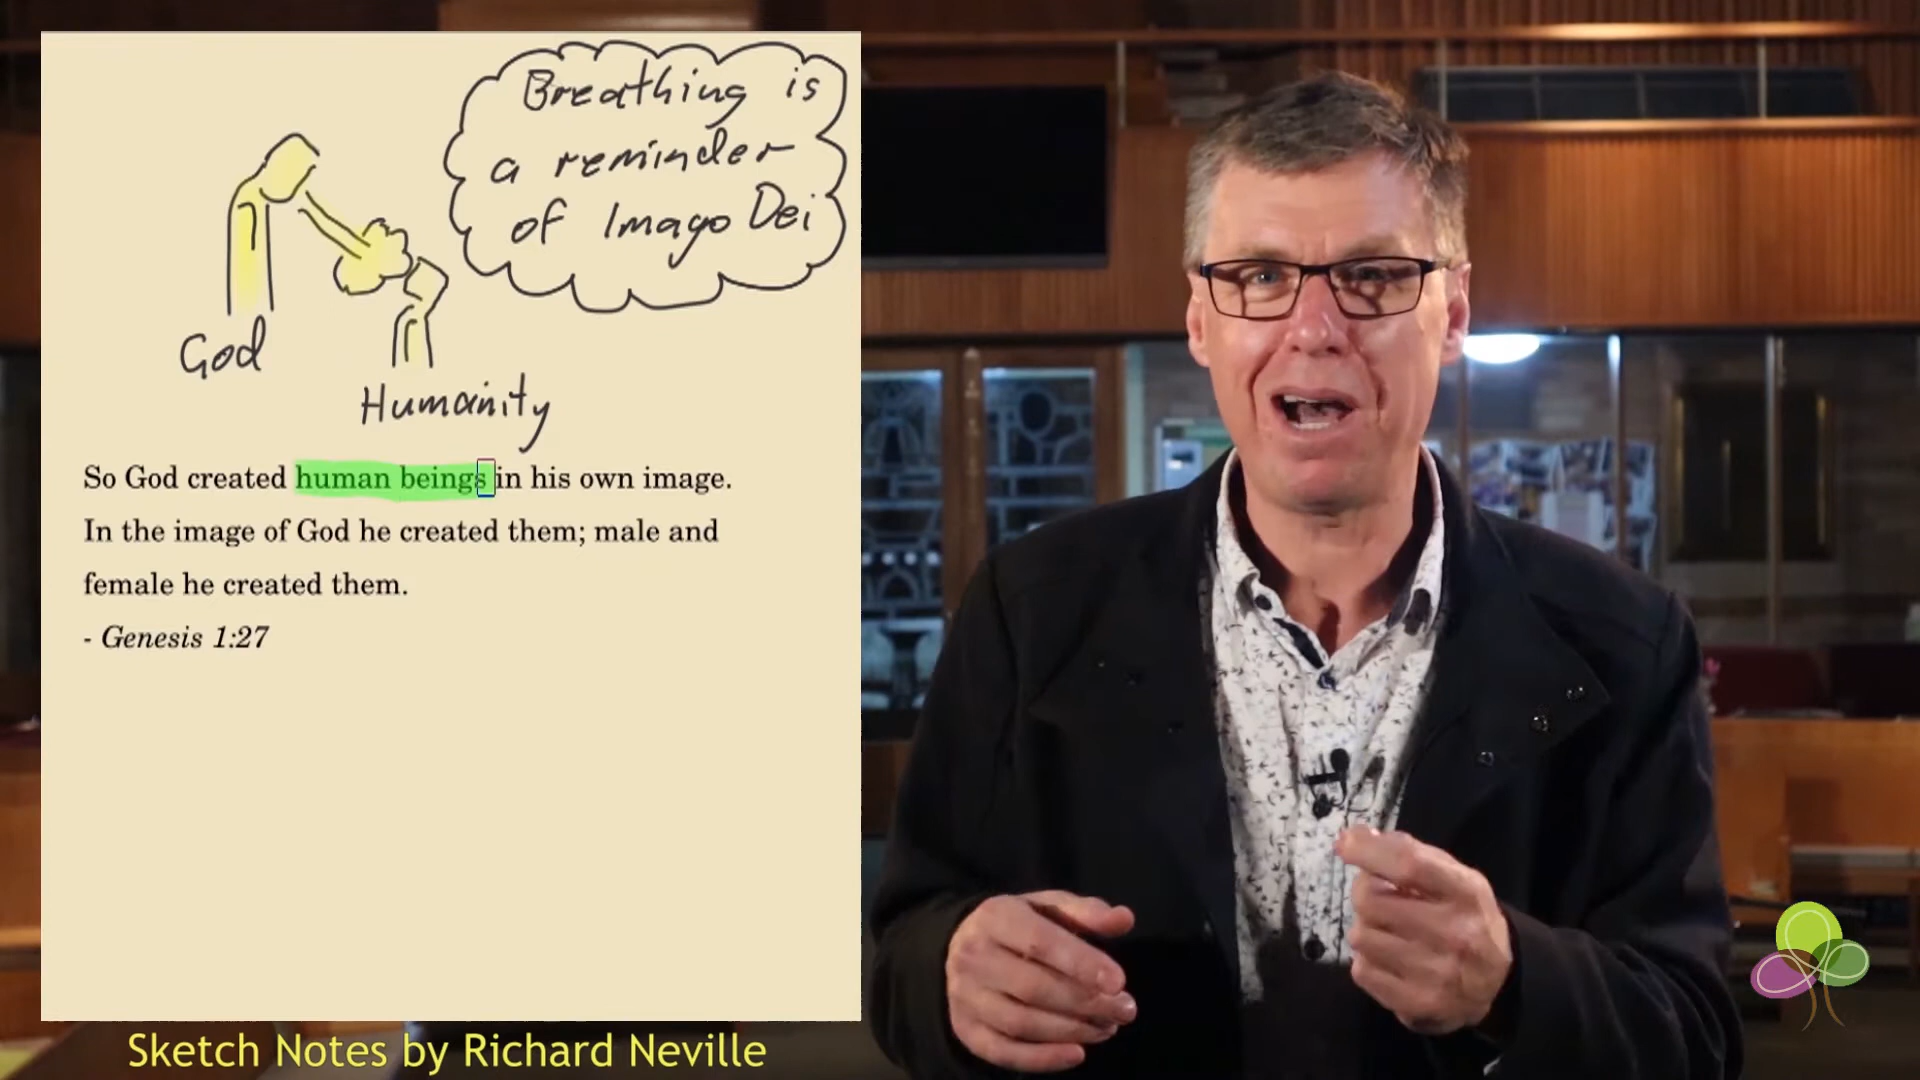 Breathing is
a reminder
of Imago Dei
God
Humanity
So God created human beings in his own image.
In the image of God he created them; male and
female he created them.
- Genesis 1:27
Sketch Notes by Richard Neville